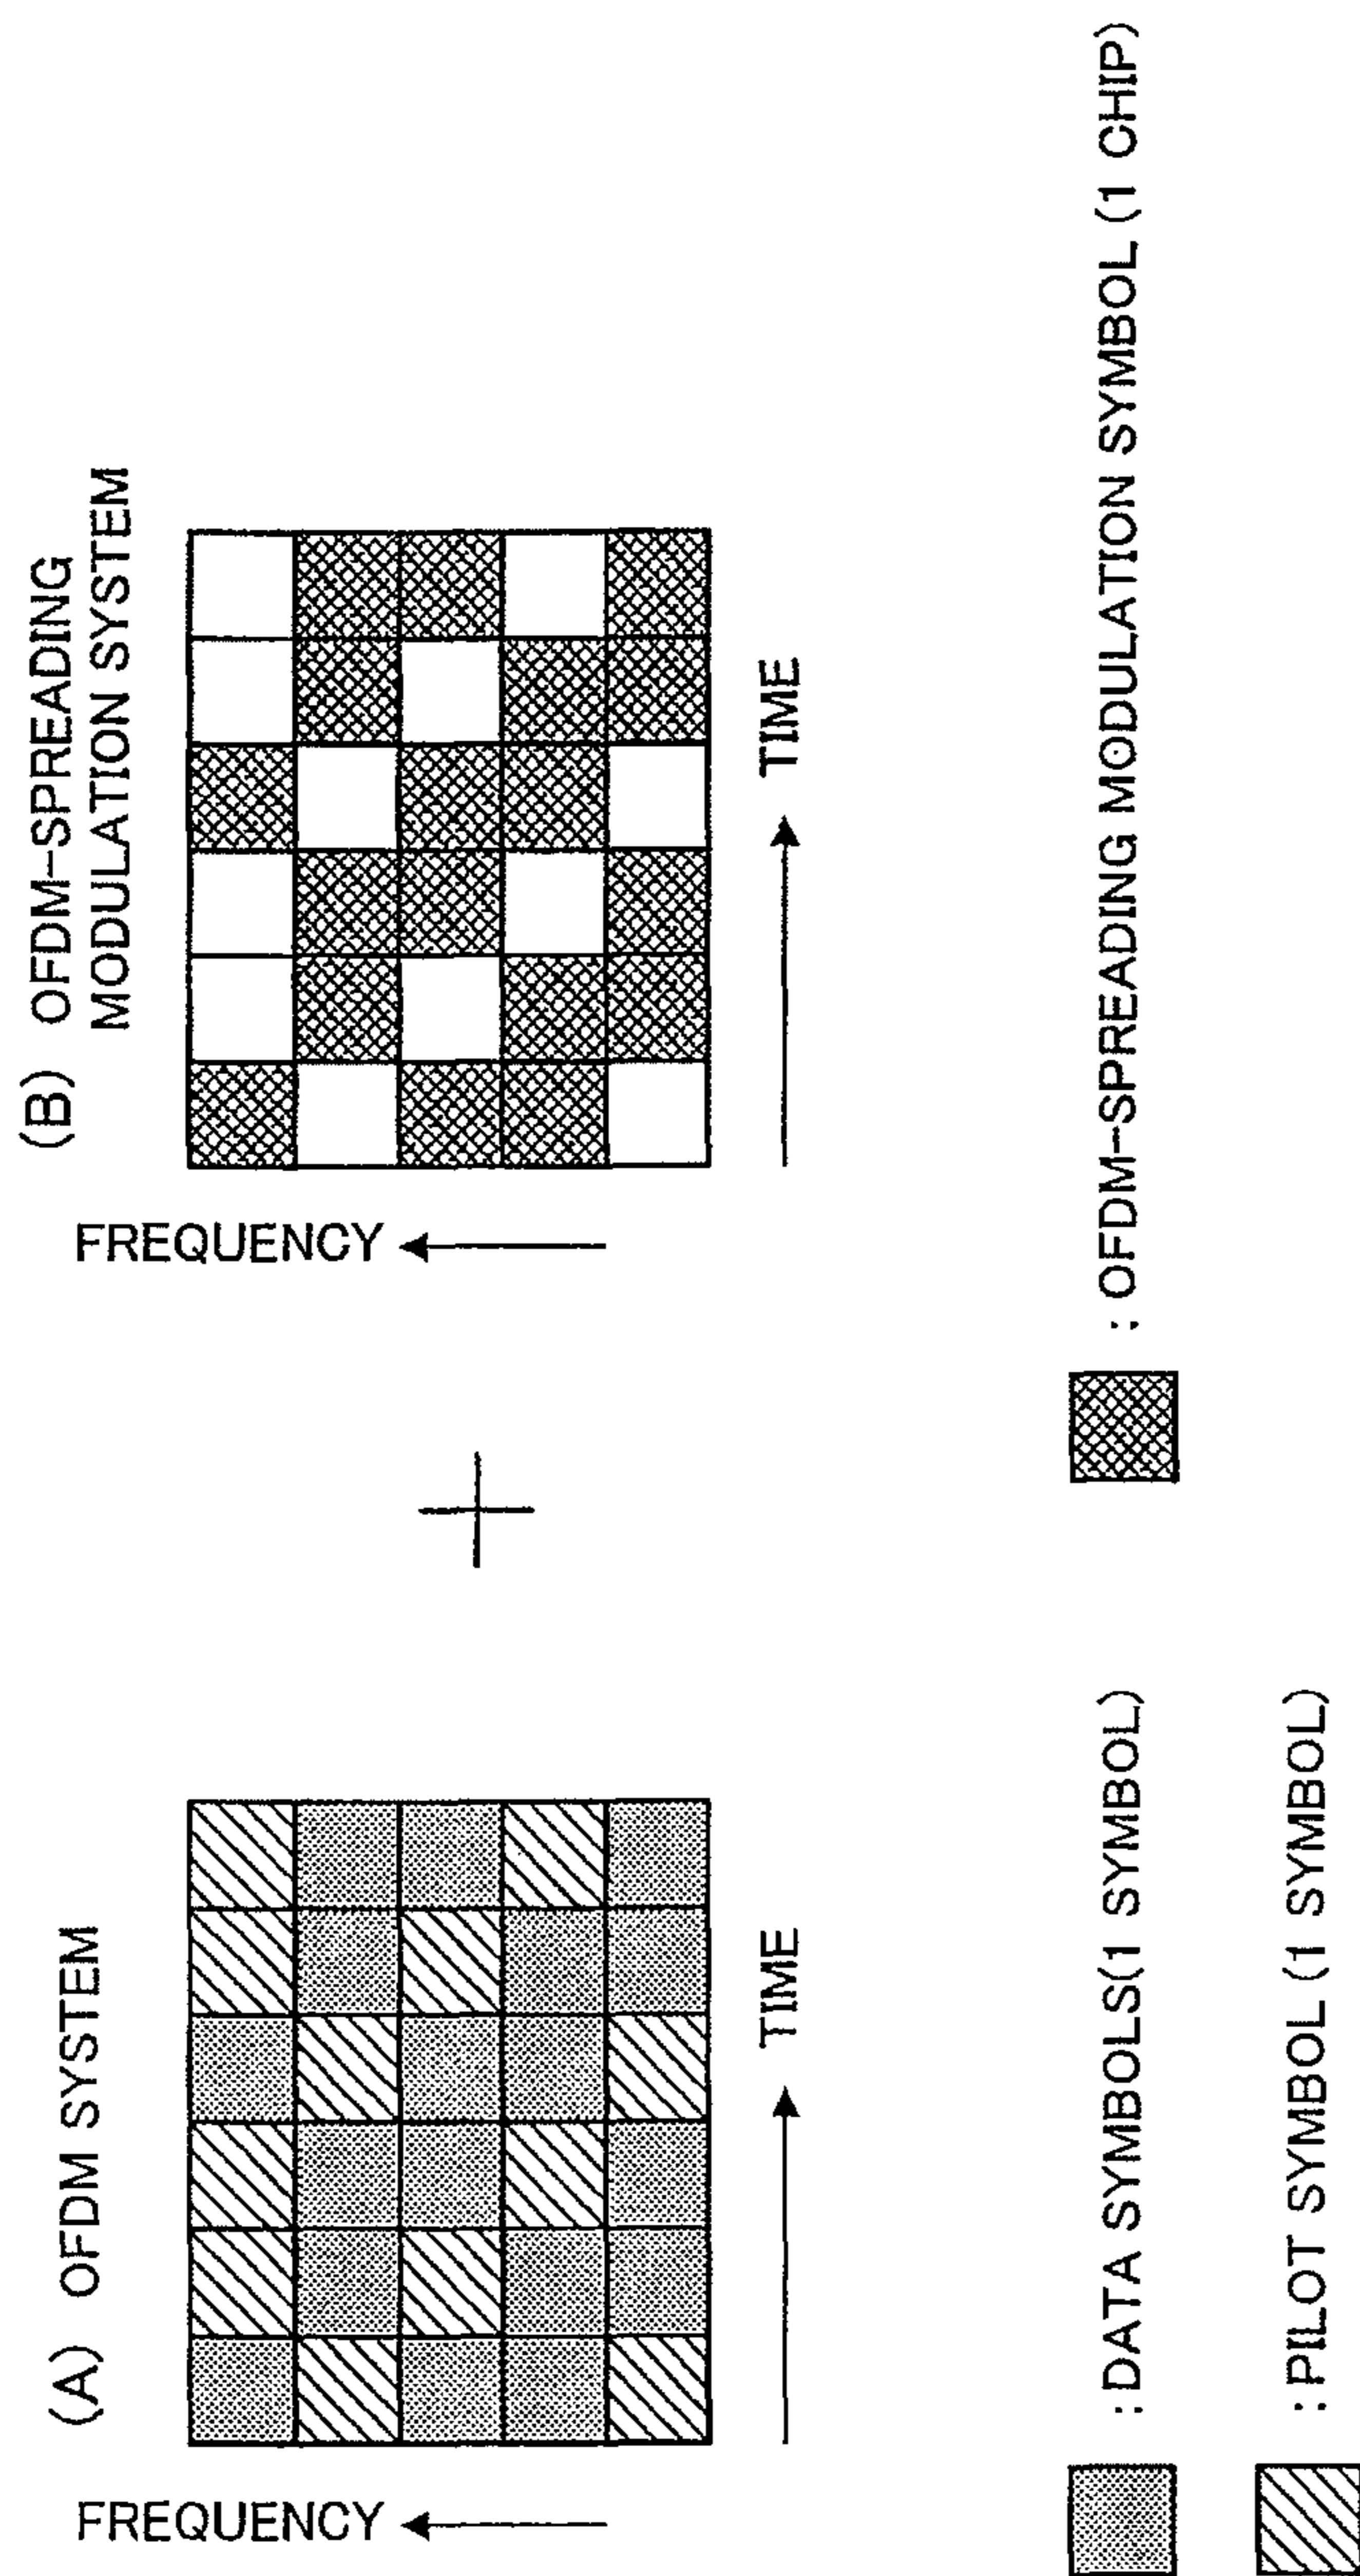 (A) OFDM SYSTEM
FREQUENCY
TIME
(B) OFDM-SPREADING
MODULATION SYSTEM
FREQUENCY
TIME
:DATA SYMBOLS(1 SYMBOL)
:PILOT SYMBOL (1 SYMBOL)
: OFDM-SPREADING MODULATION SYMBOL (1 CHIP)